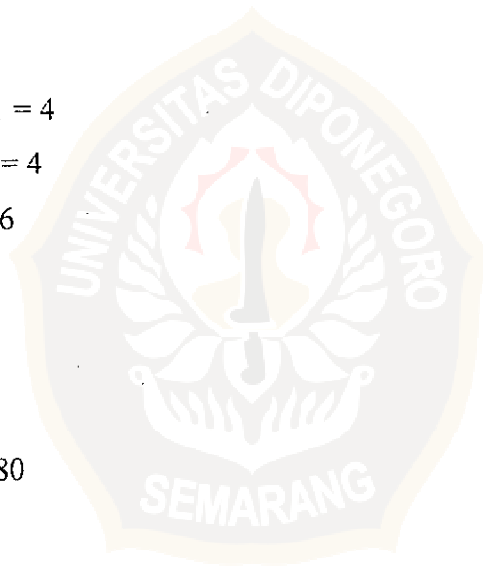 = 4
= 4
6
80
UNIVERSITAS DIPONEGORO
SEMARANG